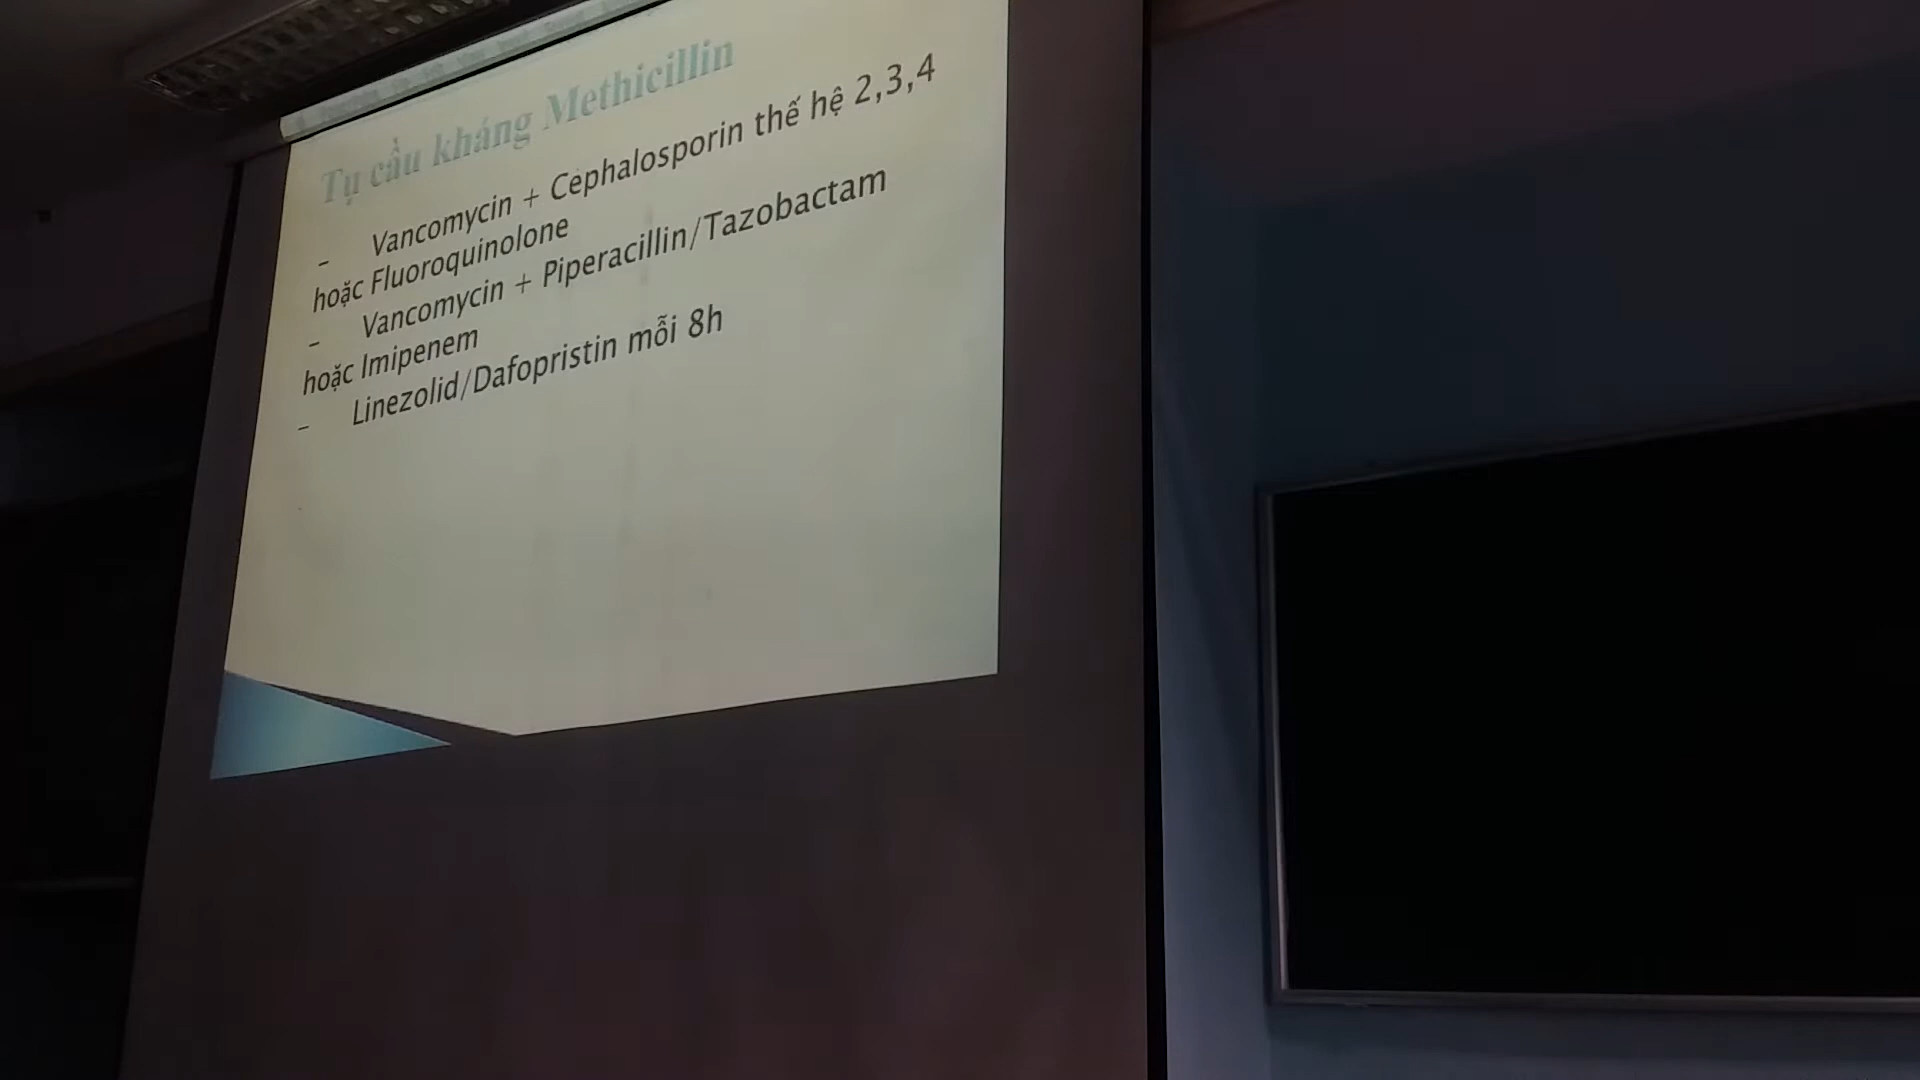 Tụ cầu kháng Methicillin
- Vancomycin + Cephalosporin thế hệ 2,3,4
hoặc Fluoroquinolone
- Vancomycin + Piperacillin/Tazobactam
hoặc Imipenem
- Linezolid/Dafopristin mỗi 8h